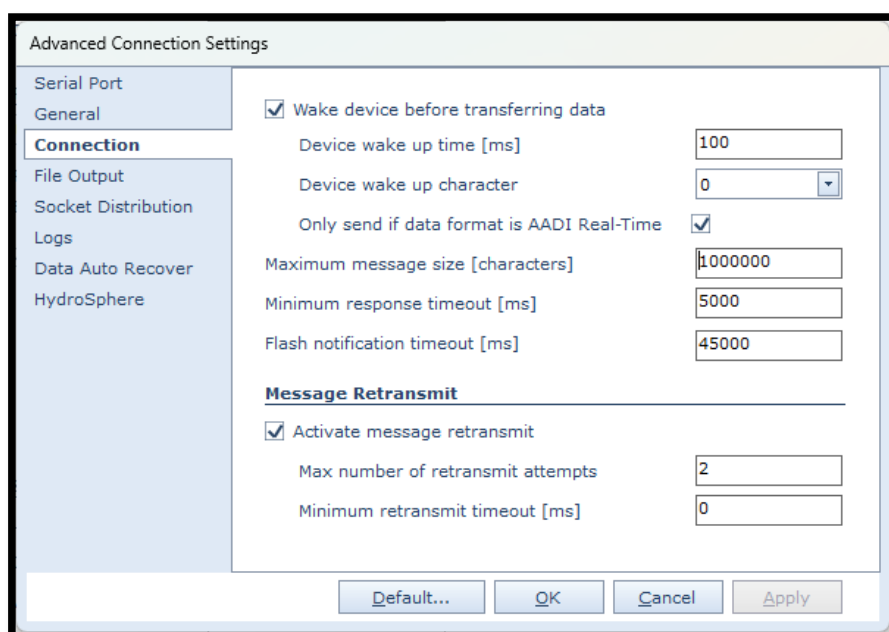 Advanced Connection Settings
Serial Port
General
Connection
File Output
Socket Distribution
Logs
Data Auto Recover
HydroSphere
Wake device before transferring data
Device wake up time [ms] 100
Device wake up character 0
Only send if data format is AADI Real-Time
Maximum message size [characters] 1000000
Minimum response timeout [ms] 5000
Flash notification timeout [ms] 45000
Message Retransmit
Activate message retransmit
Max number of retransmit attempts 2
Minimum retransmit timeout [ms] 0
Default... OK Cancel Apply